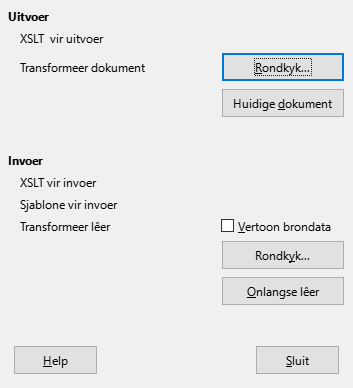 Uitvoer
XSLT vir uitvoer
Transformeer dokument
Rondkyk...
Huidige dokument
Invoer
XSLT vir invoer
Sjablone vir invoer
Transformeer lêer
Vertoon brondata
Rondkyk...
Onlangse lêer
Help
Sluit